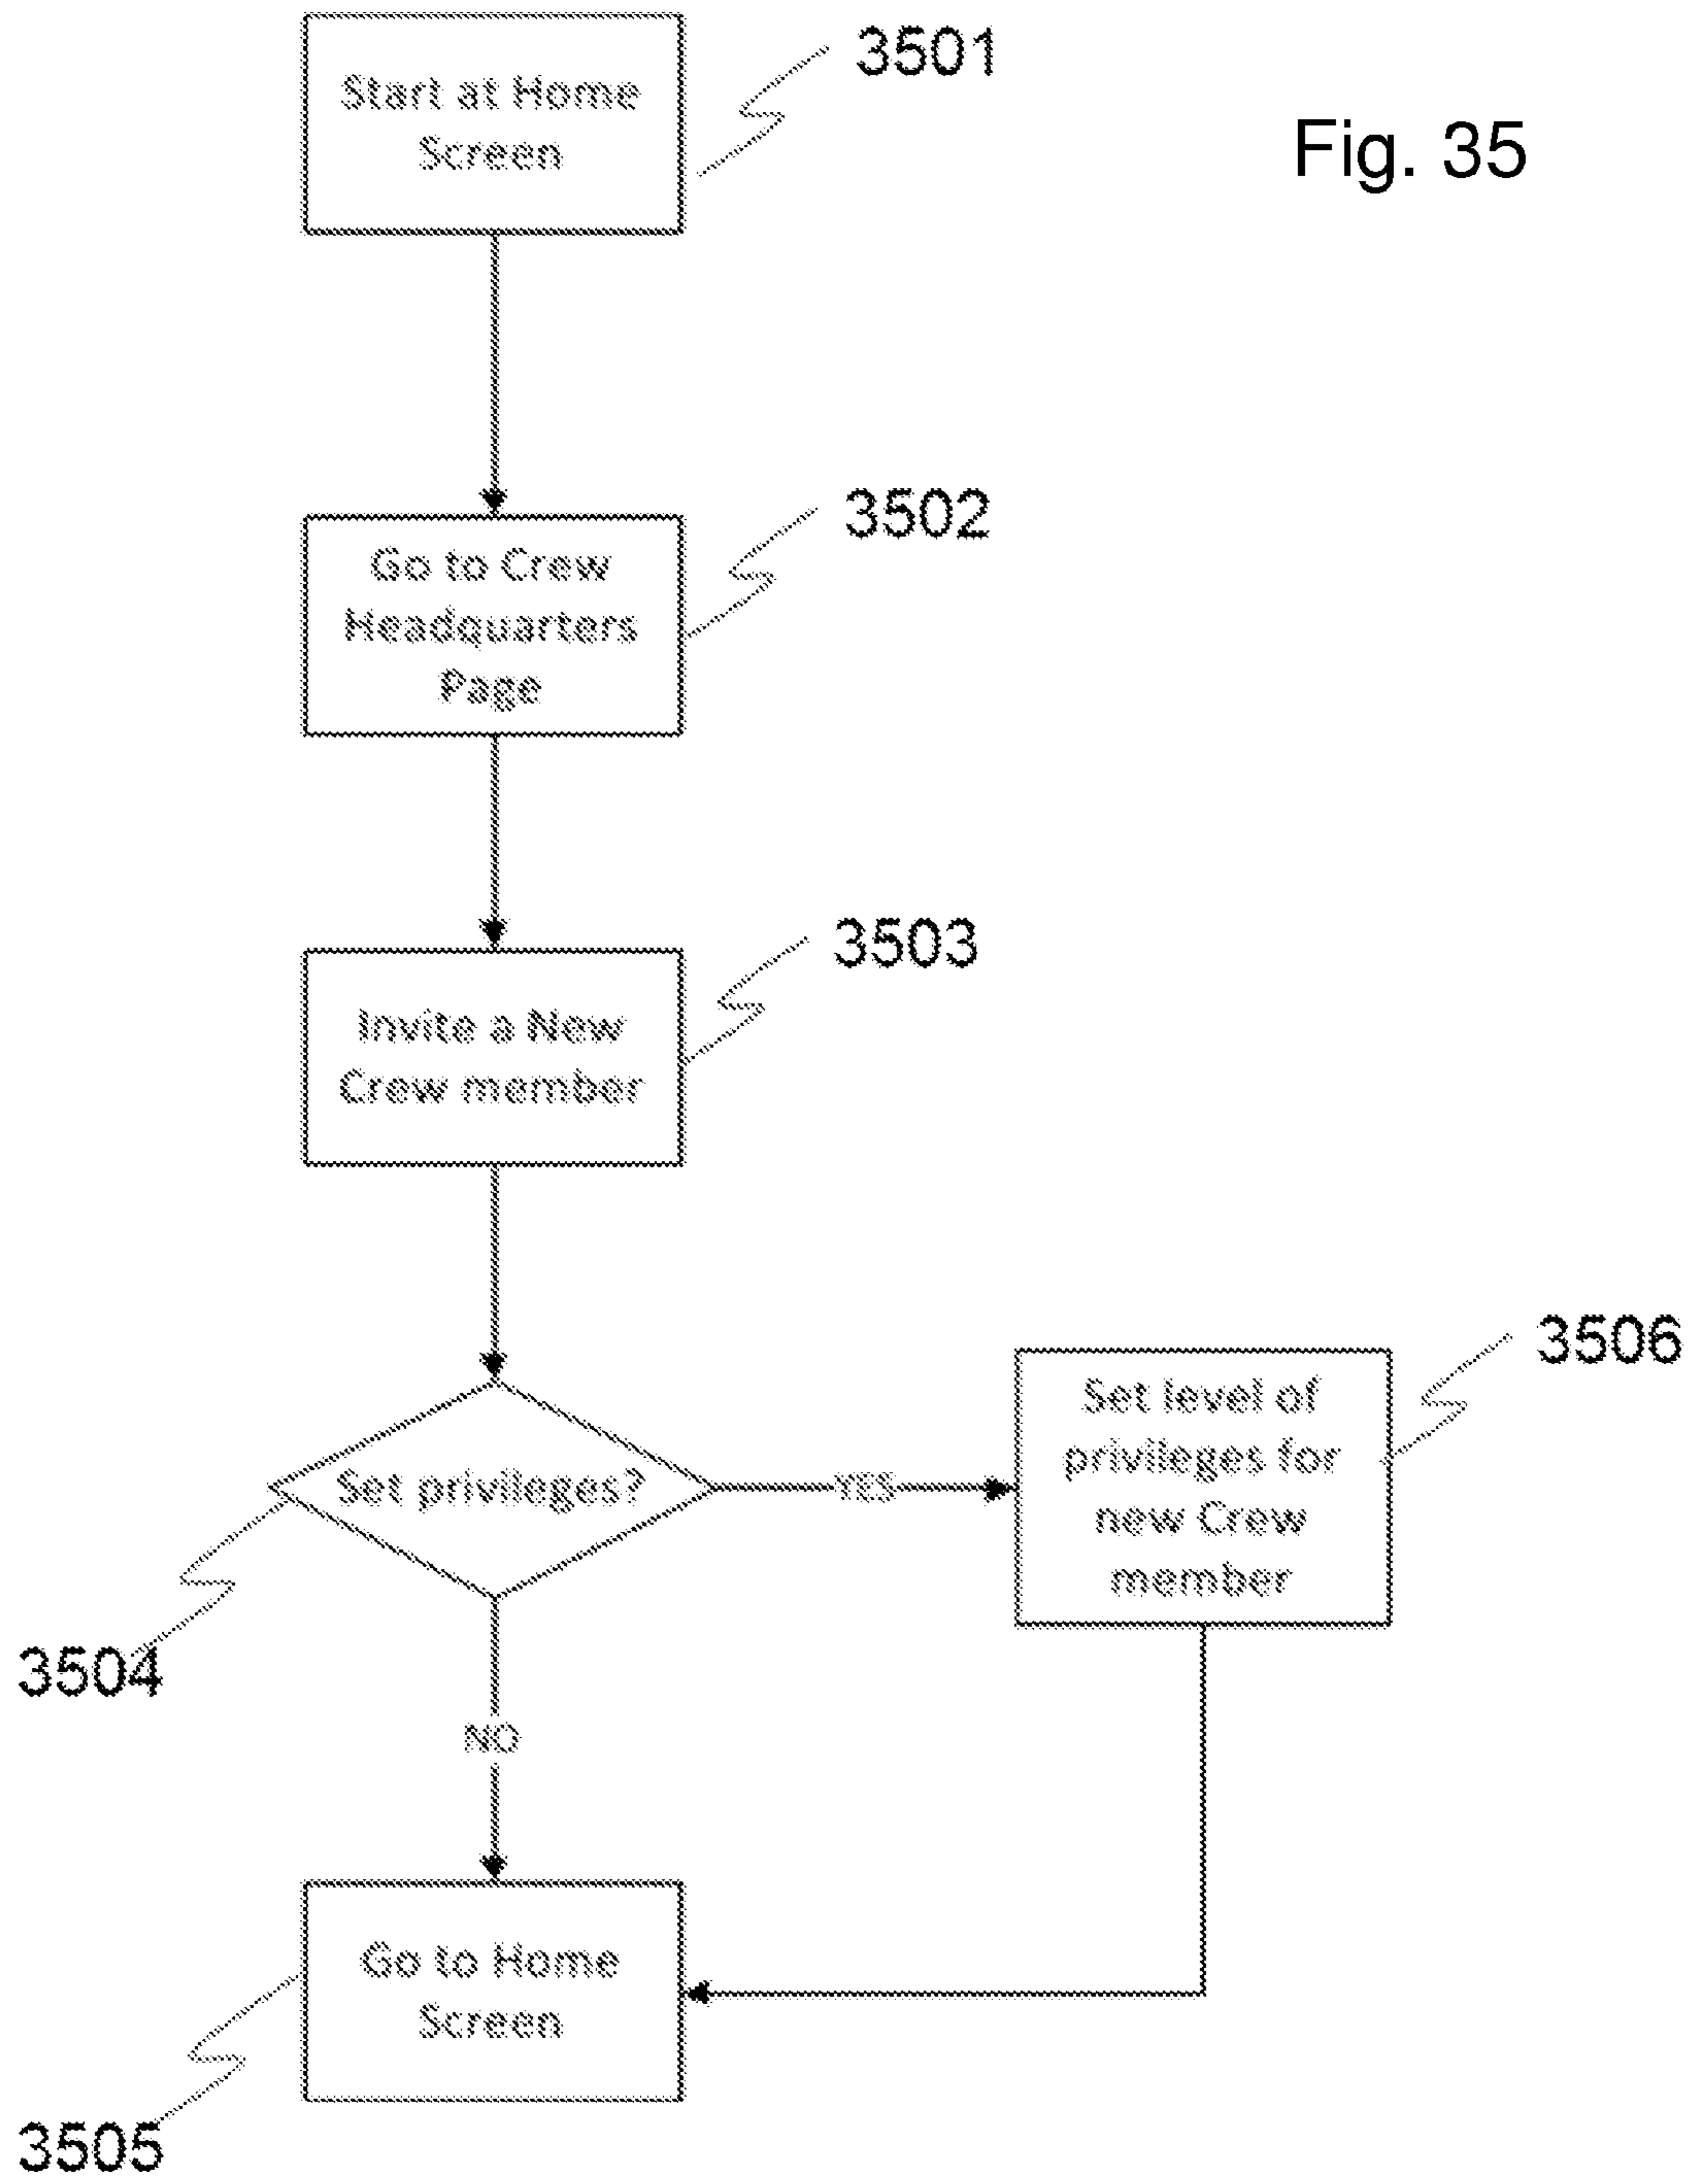 3501
Start at Home
Screen
Fig. 35
3502
Go to Crew
Headquarters
Page
3503
Invite a New
Crew member
3506
Set level of
privileges for
new Crew
member
Set privileges?
YES
3504
NO
Go to Home
Screen
3505